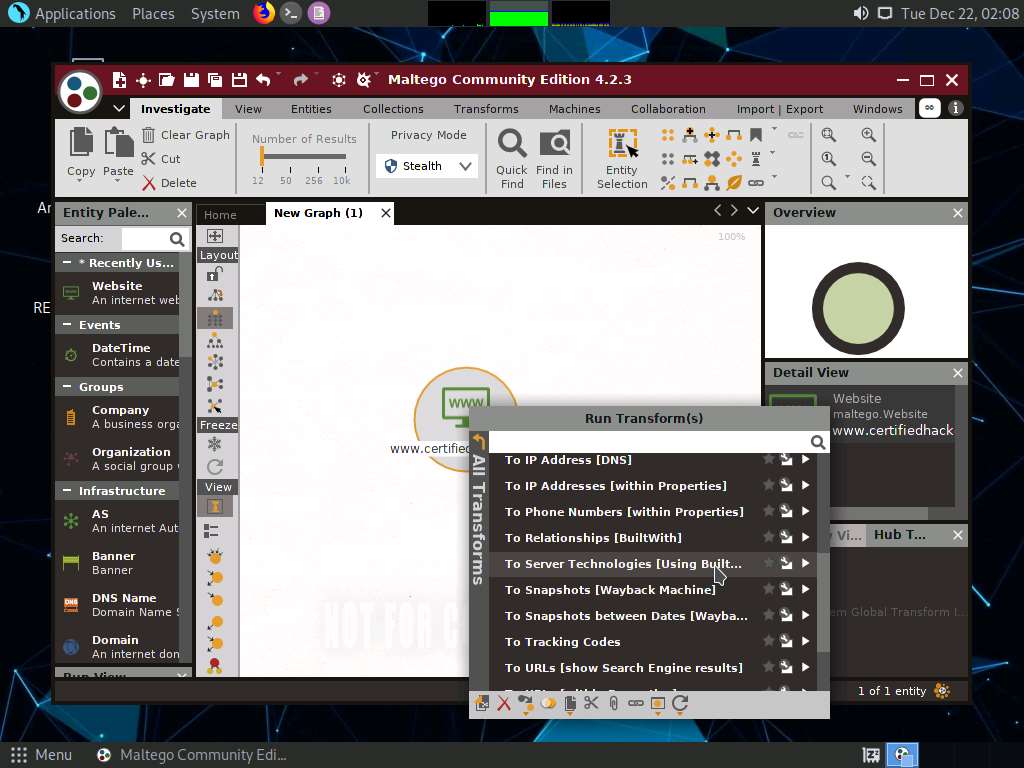 Applications Places System
Tue Dec 22, 02:08
Maltego Community Edition 4.2.3
Investigate View Entities Collections Transforms Machines Collaboration Import | Export Windows
Copy
Paste
Clear Graph
Cut
Delete
Number of Results
12 50 256 10k
Privacy Mode
Stealth
Quick Find
Find in Files
Entity Selection
Entity Pale...
Search:
* Recently Us...
Website
An internet web
Events
DateTime
Contains a date
Groups
Company
A business orga
Organization
A social group
Infrastructure
AS
An internet Aut
Banner
Banner
DNS Name
Domain Name S
Domain
An internet don
Run View
Home
New Graph (1)
100%
Layout
Freeze
View
WWW
www.certified
NOT FOR C
Run Transform(s)
All Transforms
To IP Address [DNS]
To IP Addresses [within Properties]
To Phone Numbers [within Properties]
To Relationships [BuiltWith]
To Server Technologies [Using Built...
To Snapshots [Wayback Machine]
To Snapshots between Dates [Wayba...
To Tracking Codes
To URLs [show Search Engine results]
Overview
Detail View
Website
maltego.Website
www.certifiedhack
y Vi...
Hub T...
em Global Transform I...
1 of 1 entity
Ar
RE
Menu
Maltego Community Edi...